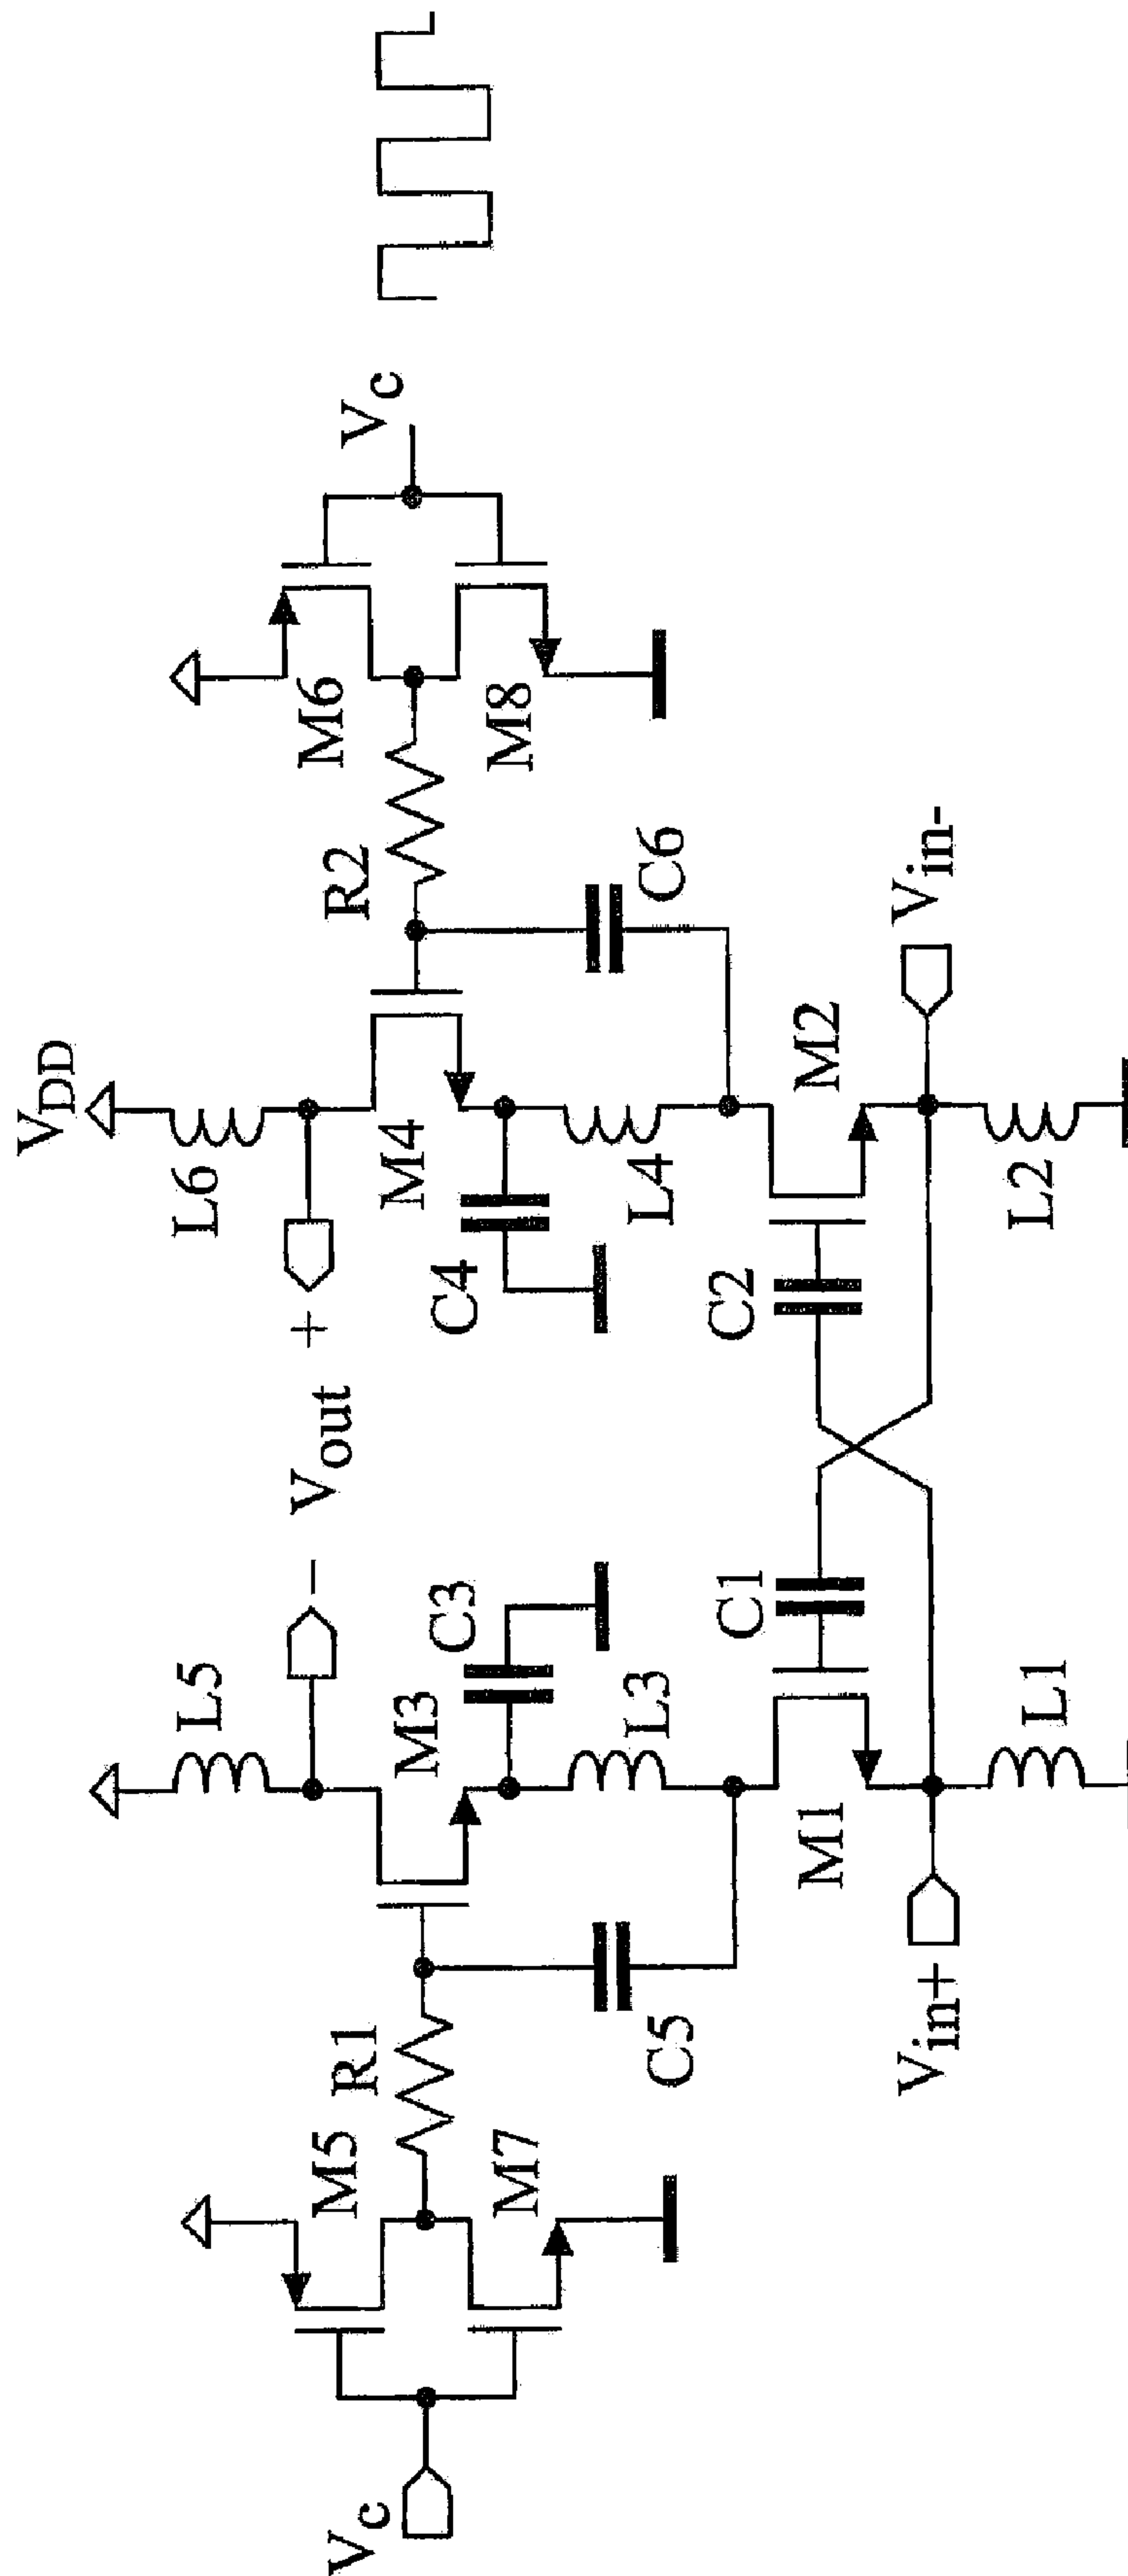 VDD
L5
L6
− Vout +
M3
M4
C3
C4
M5
R1
R2
M6
Vc
Vc
M7
M8
L3
L4
C5
C6
C1
C2
M1
M2
Vin+
Vin-
L1
L2